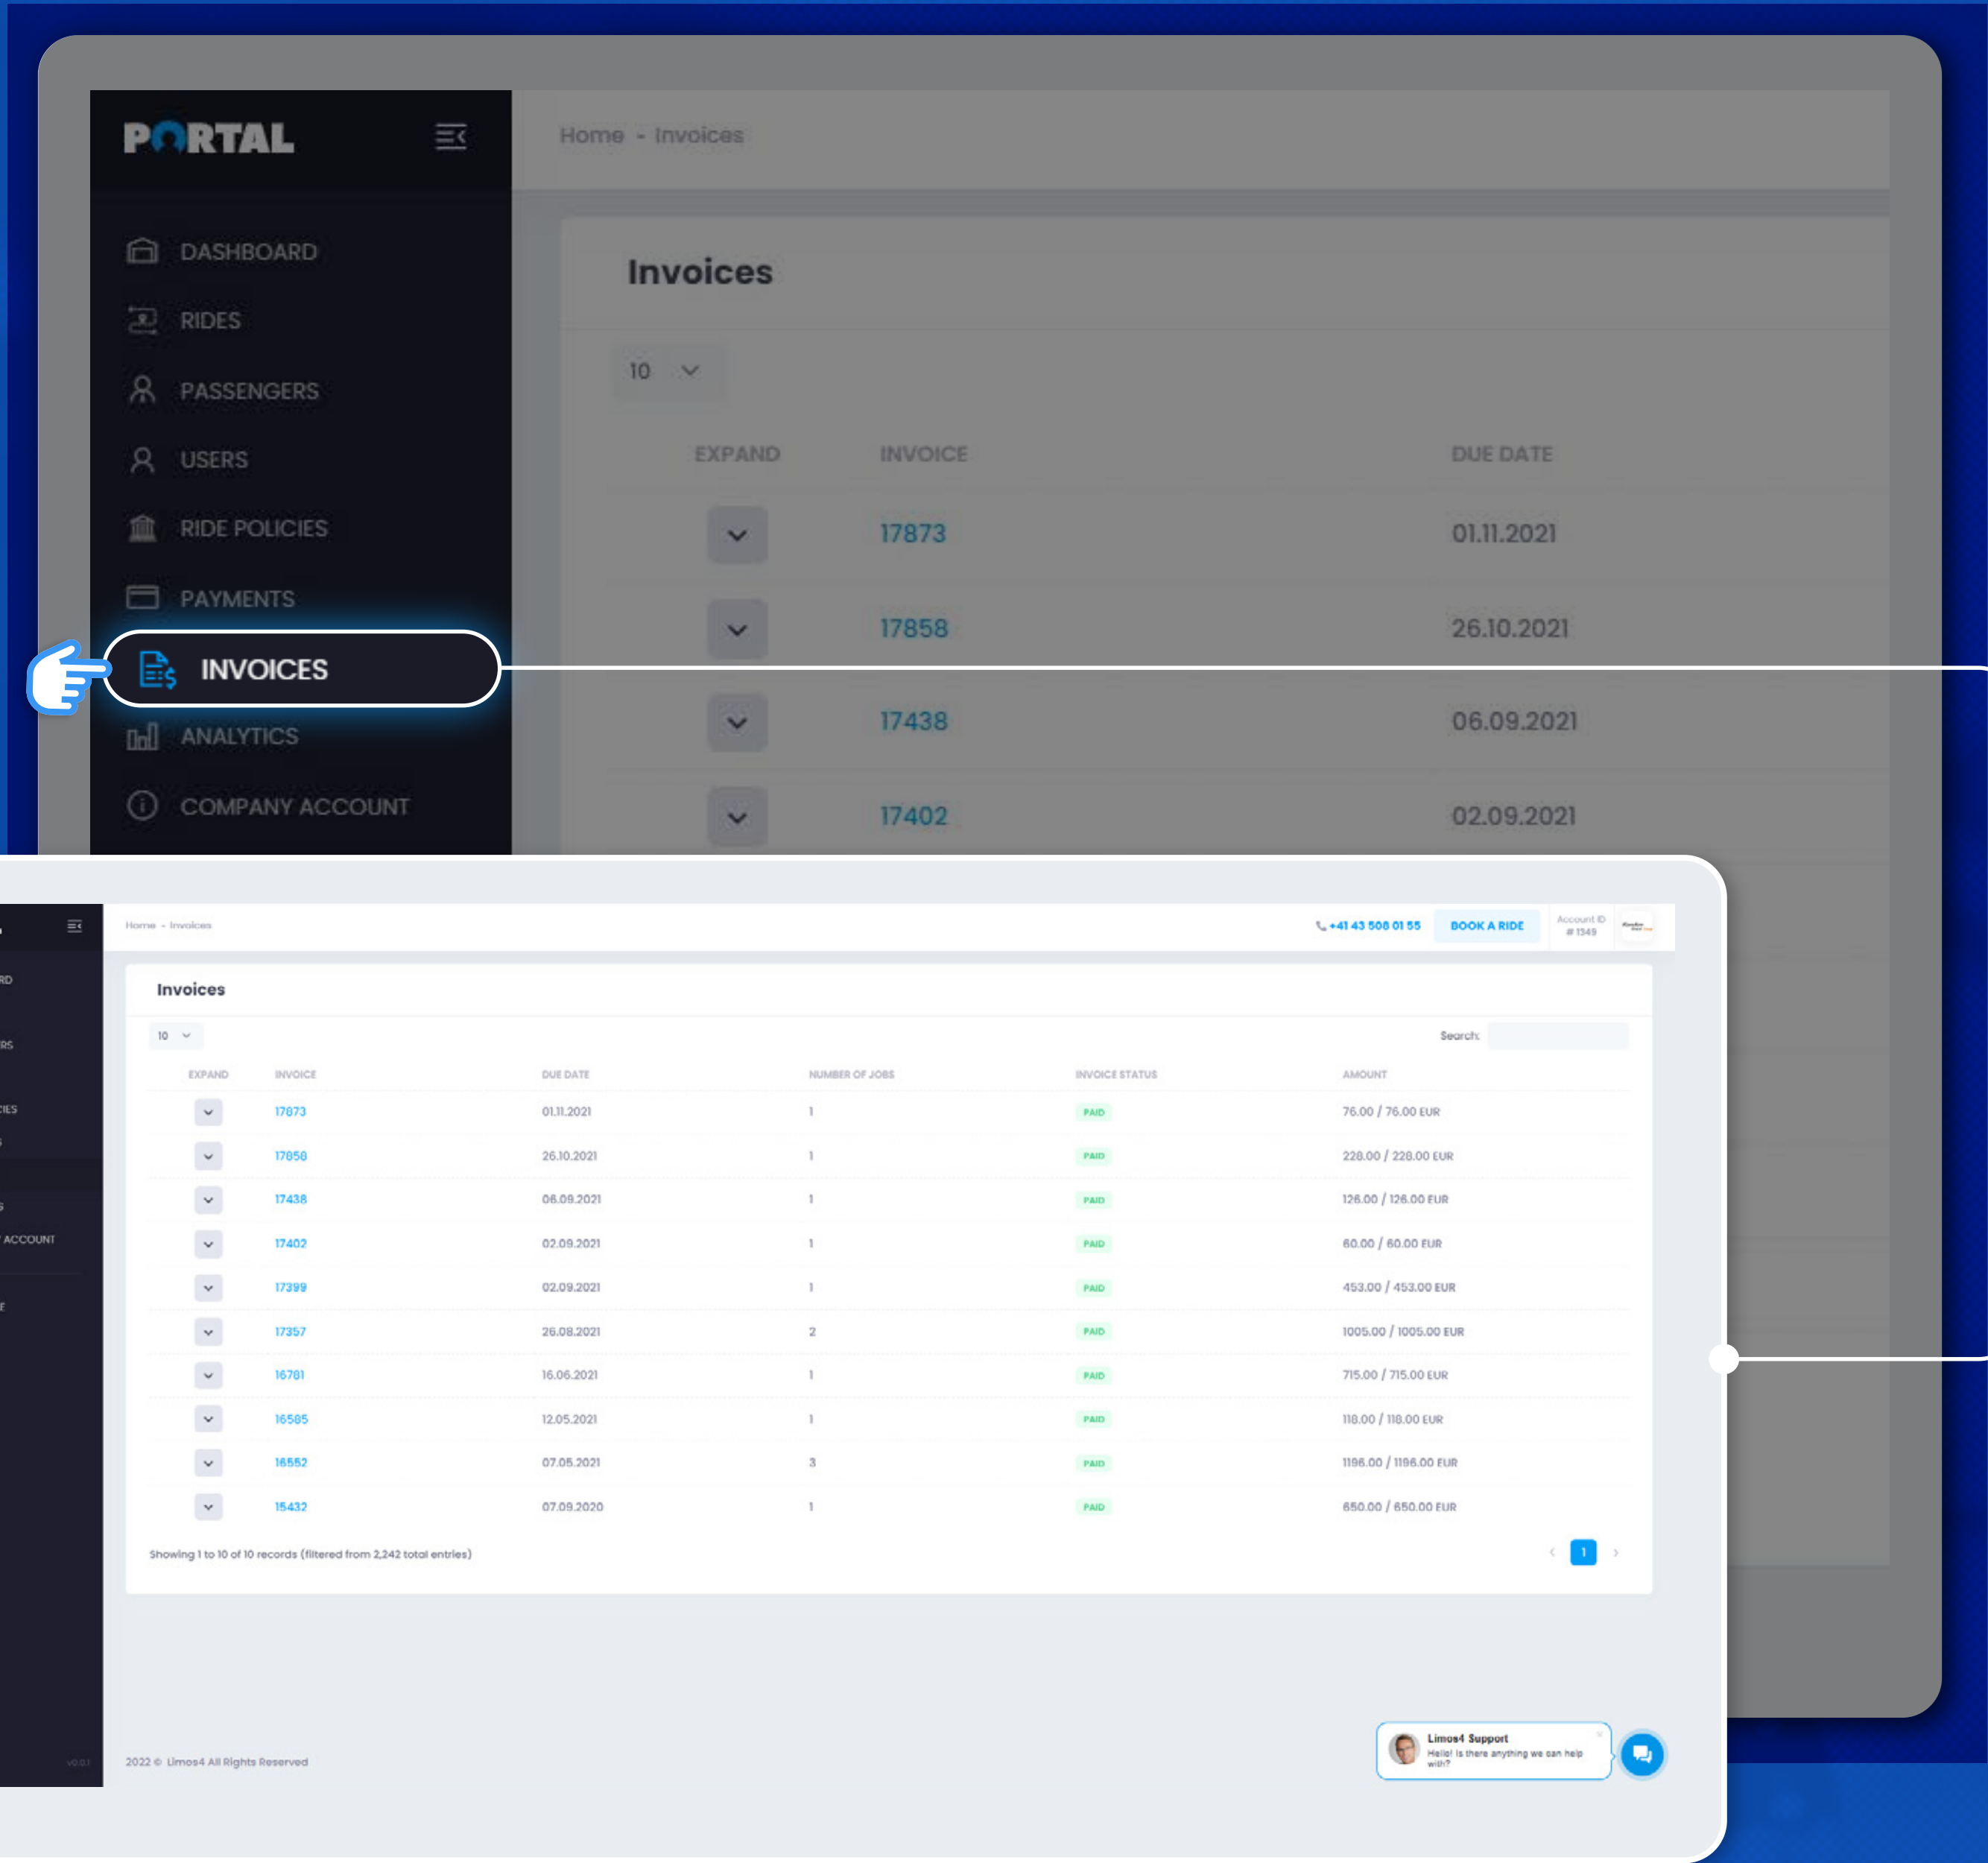 PORTAL
Home - Invoices
DASHBOARD
RIDES
PASSENGERS
USERS
RIDE POLICIES
PAYMENTS
INVOICES
ANALYTICS
COMPANY ACCOUNT
Invoices
10
EXPAND INVOICE DUE DATE
17873 01.11.2021
17858 26.10.2021
17438 06.09.2021
17402 02.09.2021
RD
RS
CIES
S
S
ACCOUNT
E
v0.0.1
Home - Invoices
+41 43 508 01 55 BOOK A RIDE Account ID
# 1349
Invoices
10 Search:
EXPAND INVOICE DUE DATE NUMBER OF JOBS INVOICE STATUS AMOUNT
17873 01.11.2021 1 PAID 76.00 / 76.00 EUR
17858 26.10.2021 1 PAID 228.00 / 228.00 EUR
17438 06.09.2021 1 PAID 126.00 / 126.00 EUR
17402 02.09.2021 1 PAID 60.00 / 60.00 EUR
17399 02.09.2021 1 PAID 453.00 / 453.00 EUR
17357 26.08.2021 2 PAID 1005.00 / 1005.00 EUR
16781 16.06.2021 1 PAID 715.00 / 715.00 EUR
16585 12.05.2021 1 PAID 118.00 / 118.00 EUR
16552 07.05.2021 3 PAID 1196.00 / 1196.00 EUR
15432 07.09.2020 1 PAID 650.00 / 650.00 EUR
Showing 1 to 10 of 10 records (filtered from 2,242 total entries)
1
Limos4 Support
Hello! Is there anything we can help
with?
2022 © Limos4 All Rights Reserved